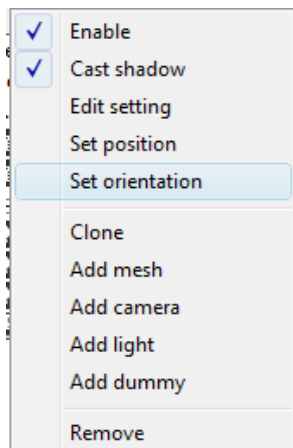 Enable
Cast shadow
Edit setting
Set position
Set orientation
Clone
Add mesh
Add camera
Add light
Add dummy
Remove